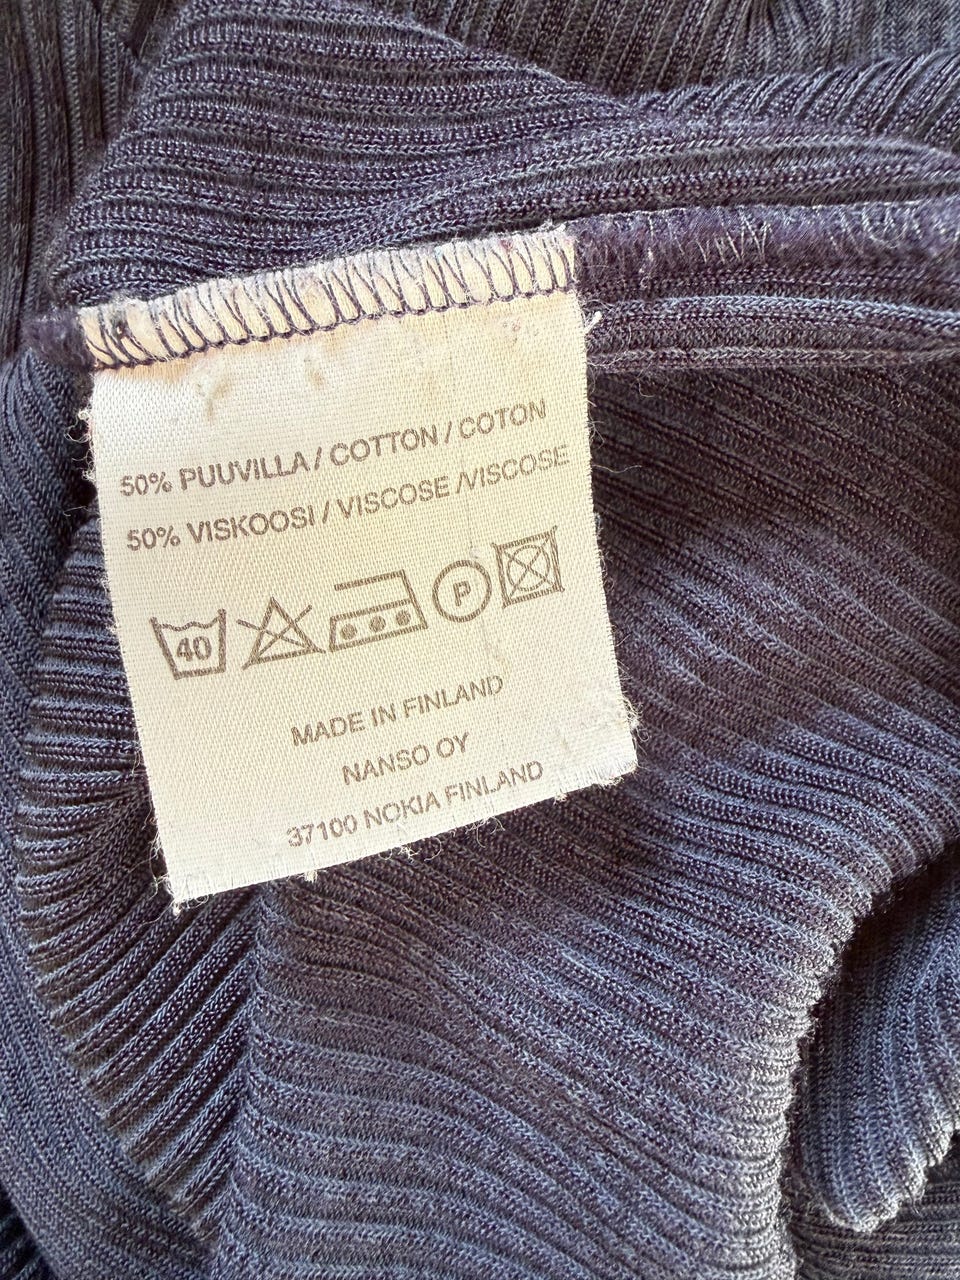 50% PUUVILLA / COTTON / COTON
50% VISKOOSI / VISCOSE / VISCOSE
40 P
MADE IN FINLAND
NANSO OY
37100 NOKIA FINLAND